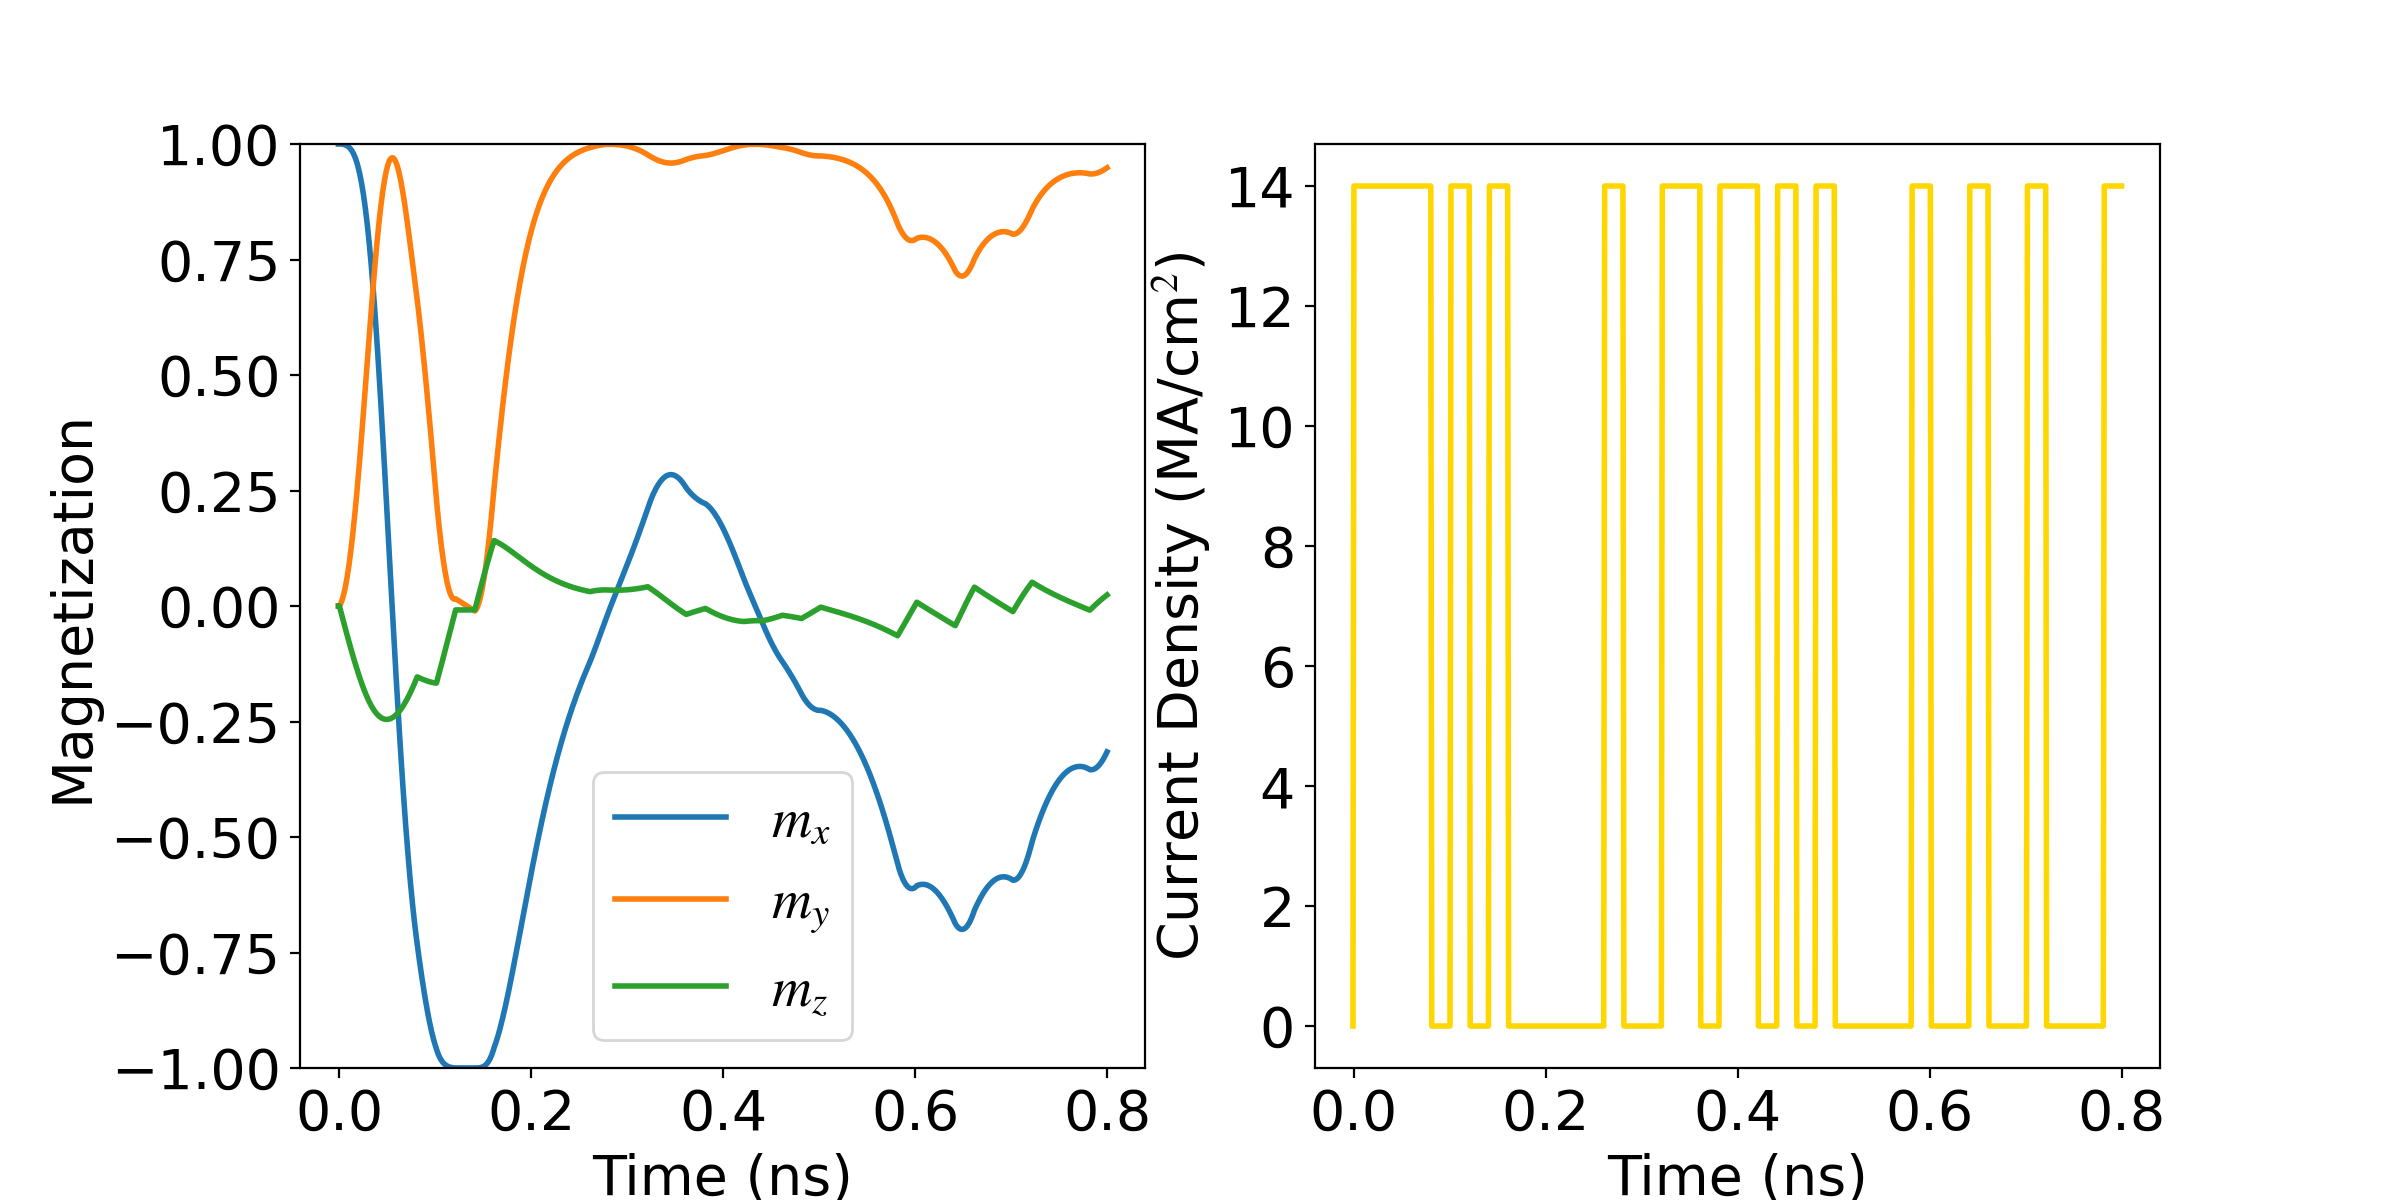 1.00
0.75
0.50
0.25
0.00
−0.25
−0.50
−0.75
−1.00
Magnetization
0.0 0.2 0.4 0.6 0.8
Time (ns)
m_x
m_y
m_z
14
12
10
8
6
4
2
0
Current Density (MA/cm²)
0.0 0.2 0.4 0.6 0.8
Time (ns)